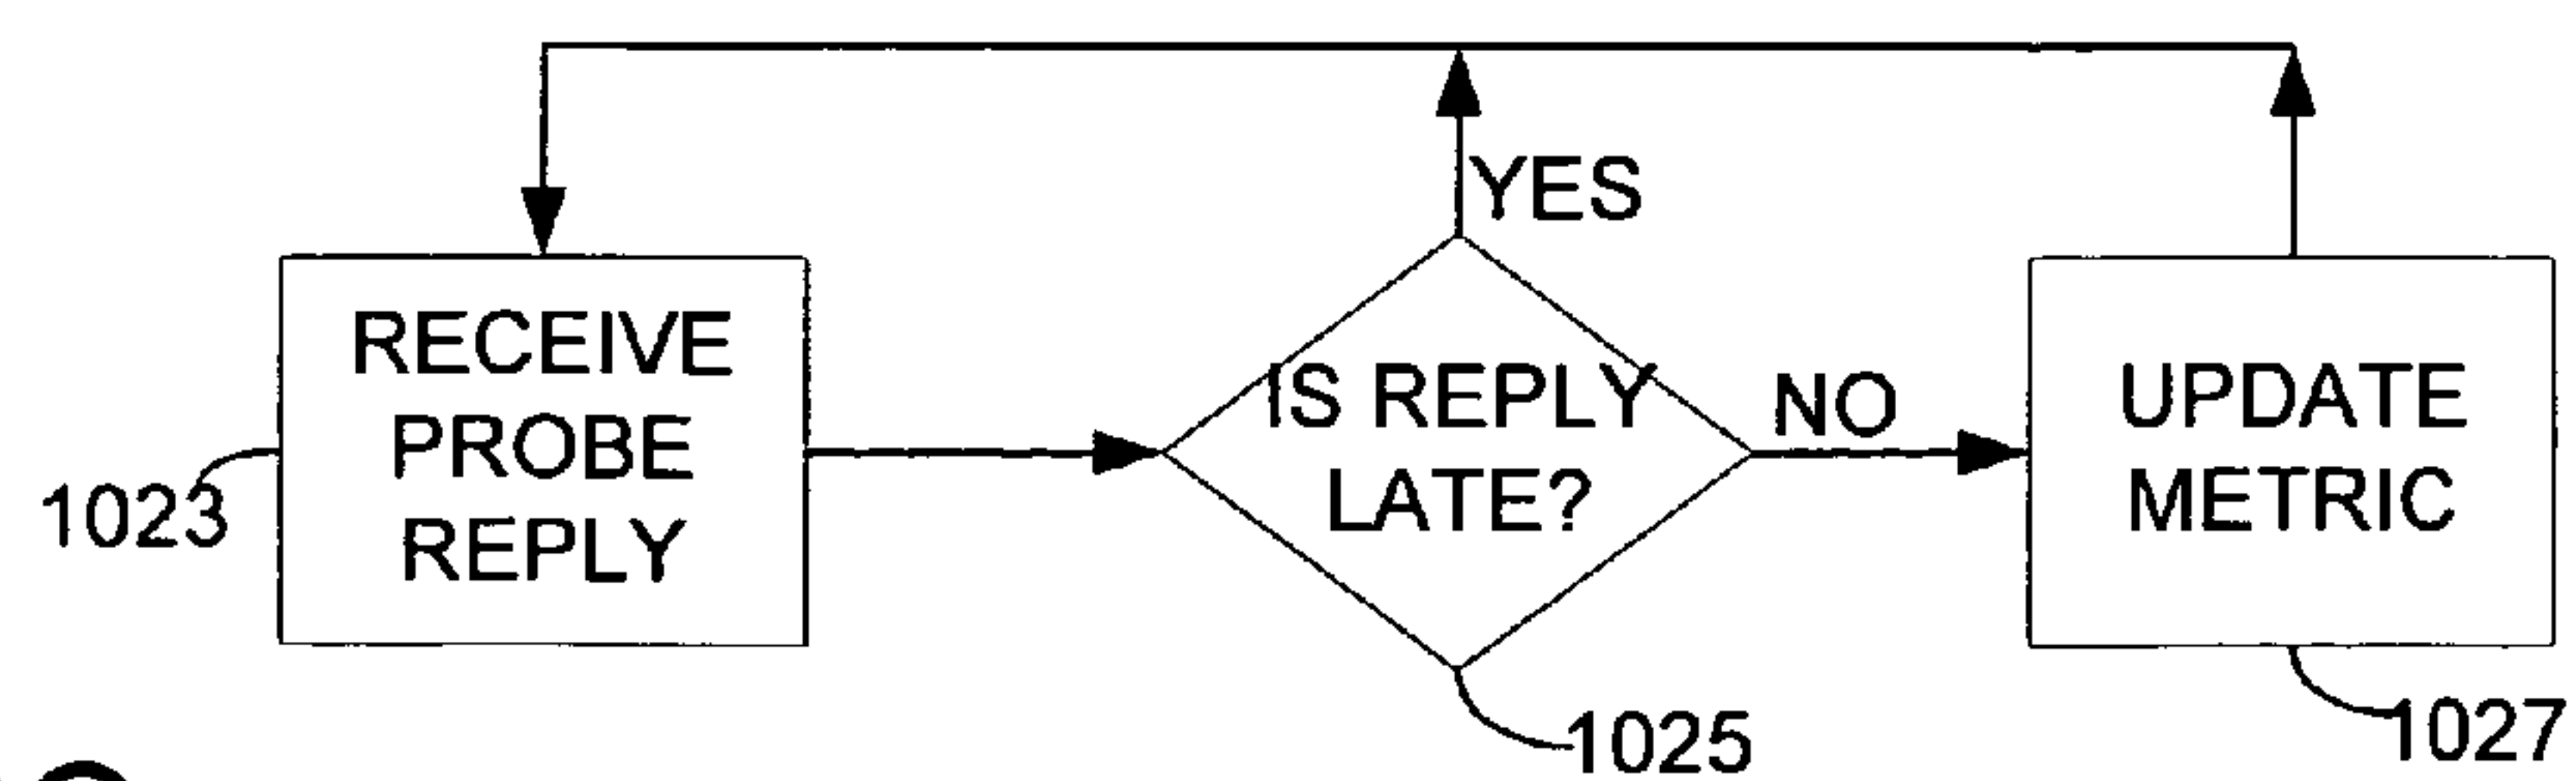 YES
RECEIVE
PROBE
REPLY
1023
IS REPLY
LATE?
NO
UPDATE
METRIC
1025
1027